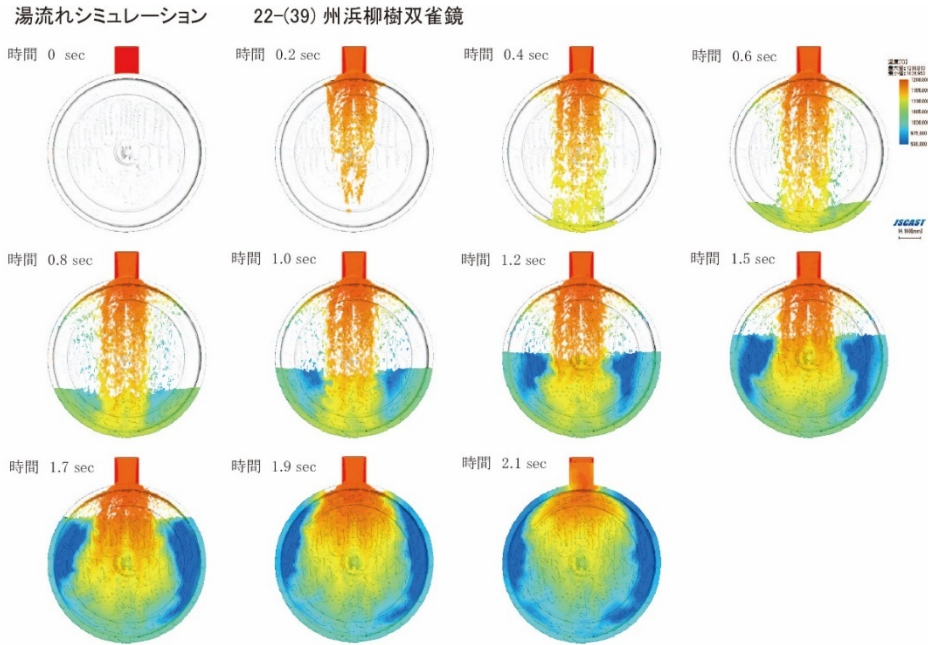 湯流れシミュレーション 22-(39) 州浜柳樹双雀鏡
時間 0 sec
時間 0.2 sec
時間 0.4 sec
時間 0.6 sec
JSCAST
時間 0.8 sec
時間 1.0 sec
時間 1.2 sec
時間 1.5 sec
時間 1.7 sec
時間 1.9 sec
時間 2.1 sec